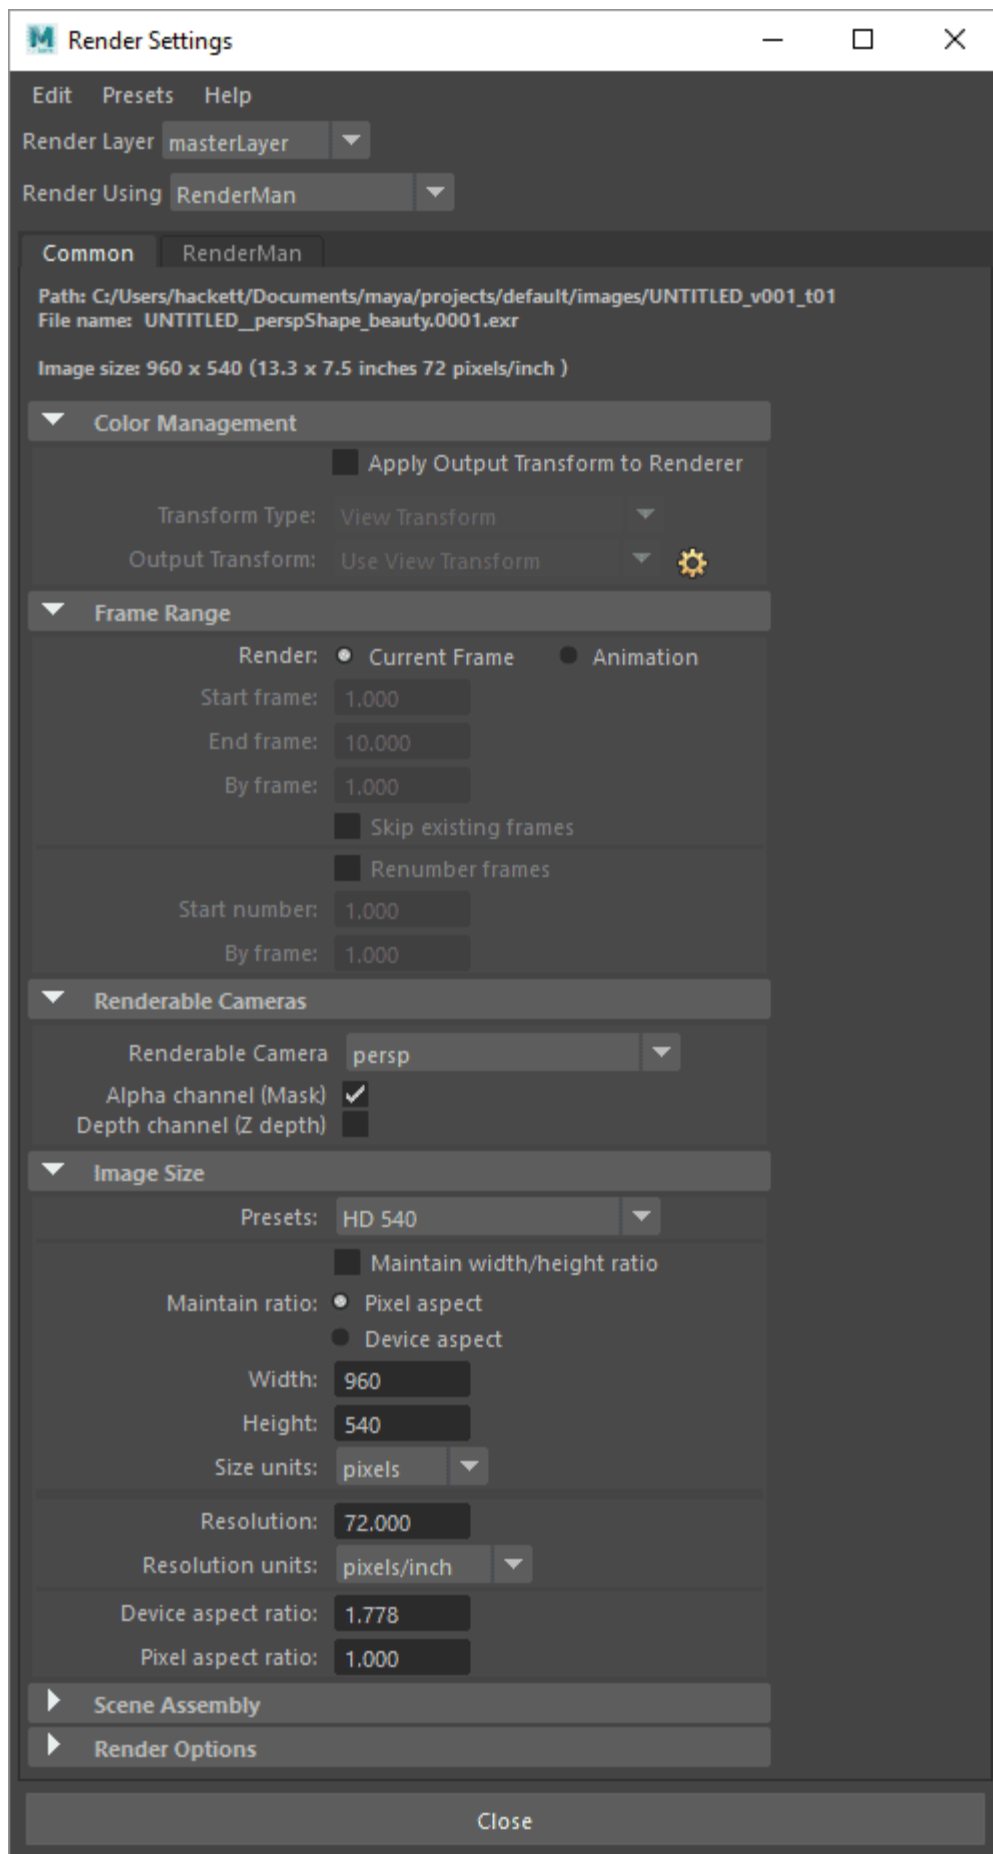 Render Settings
Edit Presets Help
Render Layer masterLayer
Render Using RenderMan
Common RenderMan
Path: C:/Users/hackett/Documents/maya/projects/default/images/UNTITLED_v001_t01
File name: UNTITLED__perspShape_beauty.0001.exr
Image size: 960 x 540 (13.3 x 7.5 inches 72 pixels/inch )
Color Management
Apply Output Transform to Renderer
Transform Type: View Transform
Output Transform: Use View Transform
Frame Range
Render: Current Frame Animation
Start frame: 1.000
End frame: 10.000
By frame: 1.000
Skip existing frames
Renumber frames
Start number: 1.000
By frame: 1.000
Renderable Cameras
Renderable Camera persp
Alpha channel (Mask)
Depth channel (Z depth)
Image Size
Presets: HD 540
Maintain width/height ratio
Maintain ratio: Pixel aspect
Device aspect
Width: 960
Height: 540
Size units: pixels
Resolution: 72.000
Resolution units: pixels/inch
Device aspect ratio: 1.778
Pixel aspect ratio: 1.000
Scene Assembly
Render Options
Close